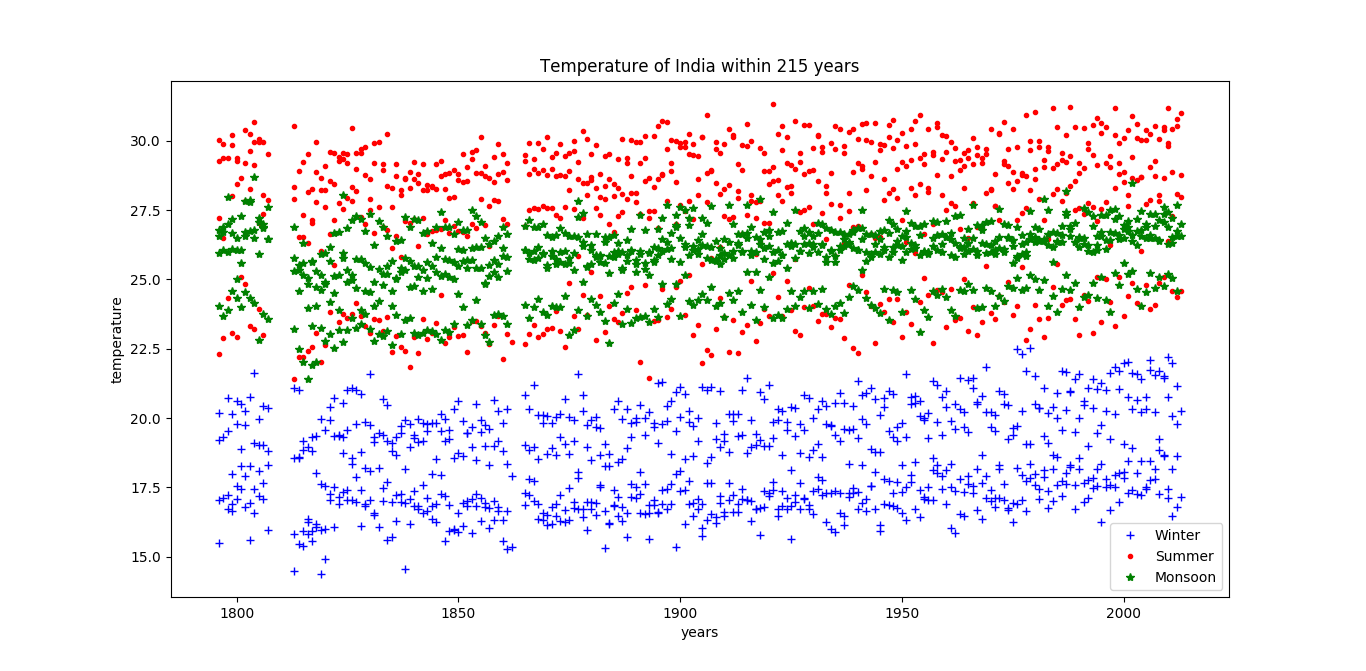 Temperature of India within 215 years
temperature
30.0
27.5
25.0
22.5
20.0
17.5
15.0
1800
1850
1900
1950
2000
years
Winter
Summer
Monsoon